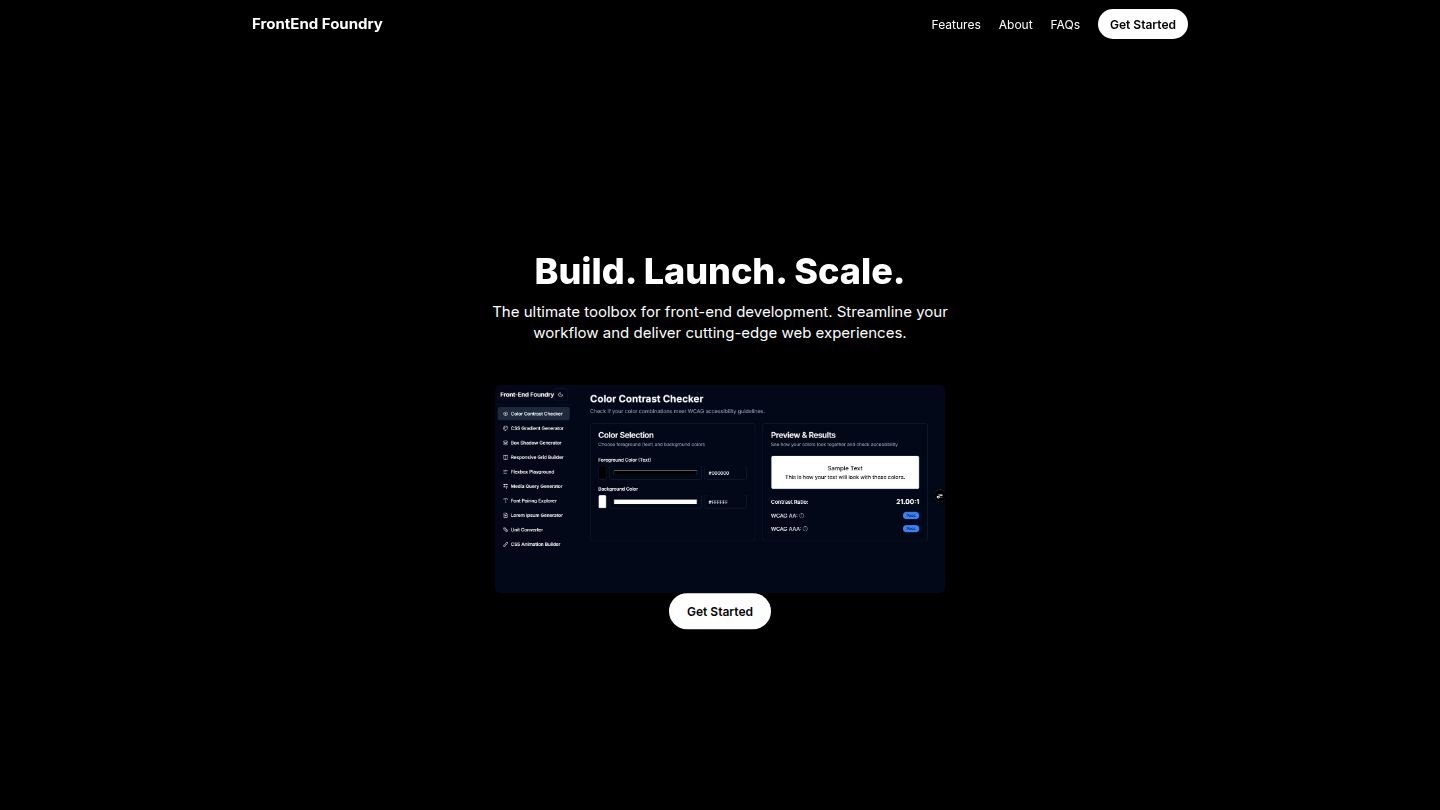 FrontEnd Foundry
Features
About
FAQs
Get Started
Build. Launch. Scale.
The ultimate toolbox for front-end development. Streamline your
workflow and deliver cutting-edge web experiences.
Front-End Foundry
Color Contrast Checker
CSS Gradient Generator
Box Shadow Generator
Responsive Grid Builder
Flexbox Playground
Media Query Generator
Font Pairing Explorer
Lorem Ipsum Generator
Unit Converter
CSS Animation Builder
Color Contrast Checker
Check if your color combinations meet WCAG accessibility guidelines.
Color Selection
Choose foreground (text) and background colors
Foreground Color (Text)
#000000
Background Color
#FFFFFF
Preview & Results
See how your colors look together and check accessibility
Sample Text
This is how your text will look with these colors.
Contrast Ratio:
21.00:1
WCAG AA:
Pass
WCAG AAA:
Pass
Get Started